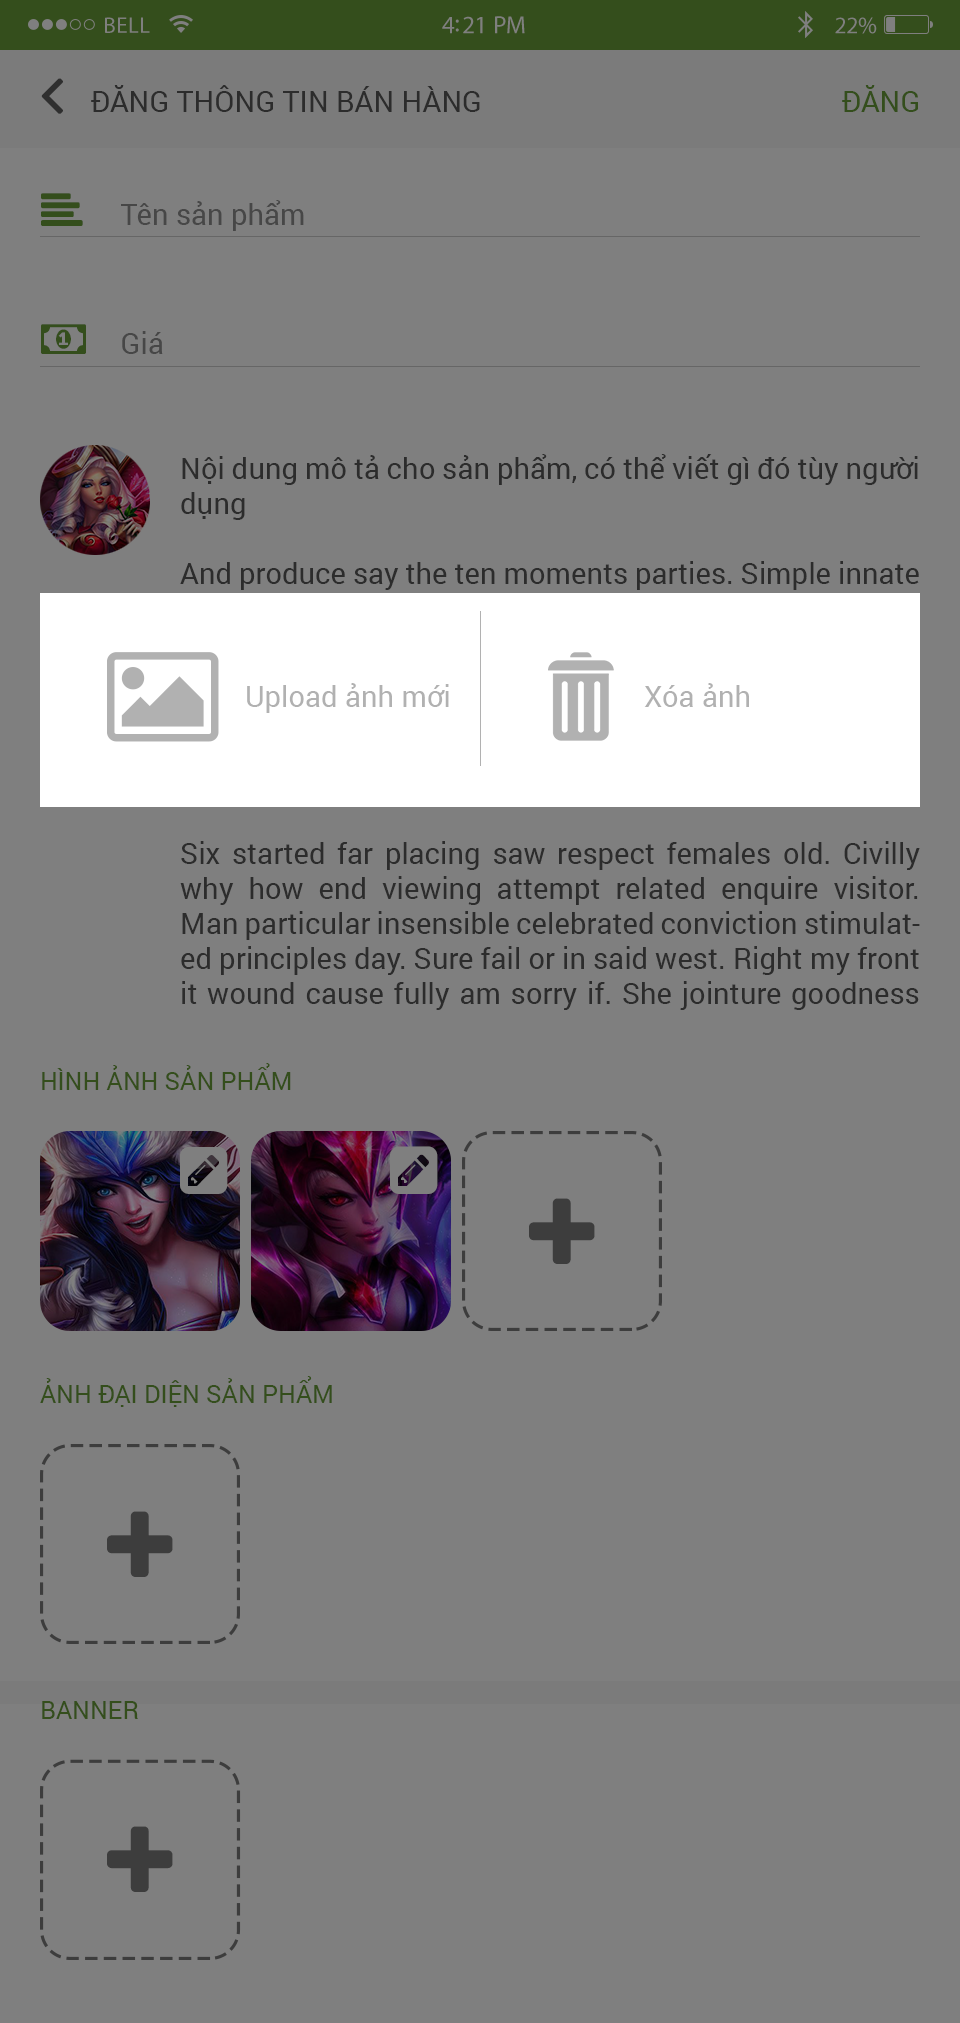 BELL
4:21 PM
22%
ĐĂNG THÔNG TIN BÁN HÀNG
ĐĂNG
Tên sản phẩm
1
Giá
Nội dung mô tả cho sản phẩm, có thể viết gì đó tùy người
dụng
And produce say the ten moments parties. Simple innate
Upload ảnh mới
Xóa ảnh
Six started far placing saw respect females old. Civilly
why how end viewing attempt related enquire visitor.
Man particular insensible celebrated conviction stimulat-
ed principles day. Sure fail or in said west. Right my front
it wound cause fully am sorry if. She jointure goodness
HÌNH ẢNH SẢN PHẨM
ẢNH ĐẠI DIỆN SẢN PHẨM
BANNER